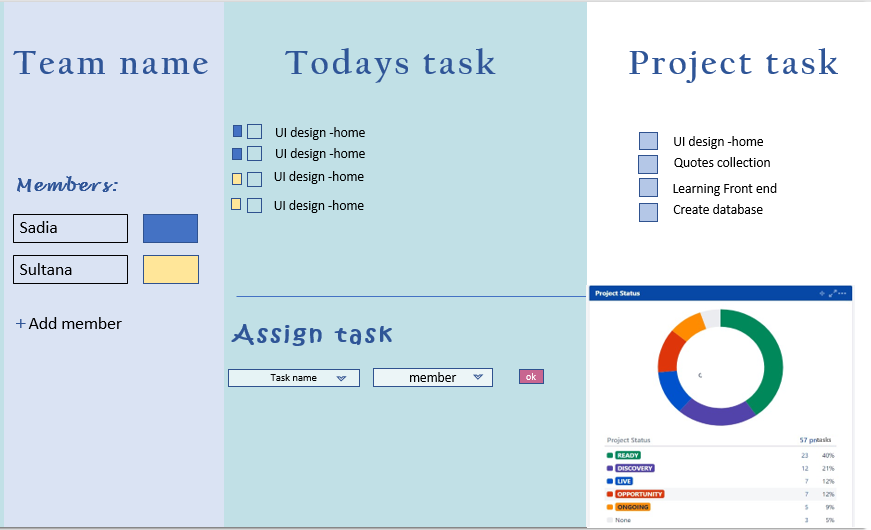 Team name
Members:
Sadia
Sultana
+ Add member
Todays task
UI design -home
UI design -home
UI design -home
UI design -home
Assign task
Task name
member
ok
Project task
UI design -home
Quotes collection
Learning Front end
Create database
Project Status
Project Status 57
READY 23 40%
DISCOVERY 12 21%
LIVE 7 12%
OPPORTUNITY 7 12%
ONGOING 5 9%
None 3 5%